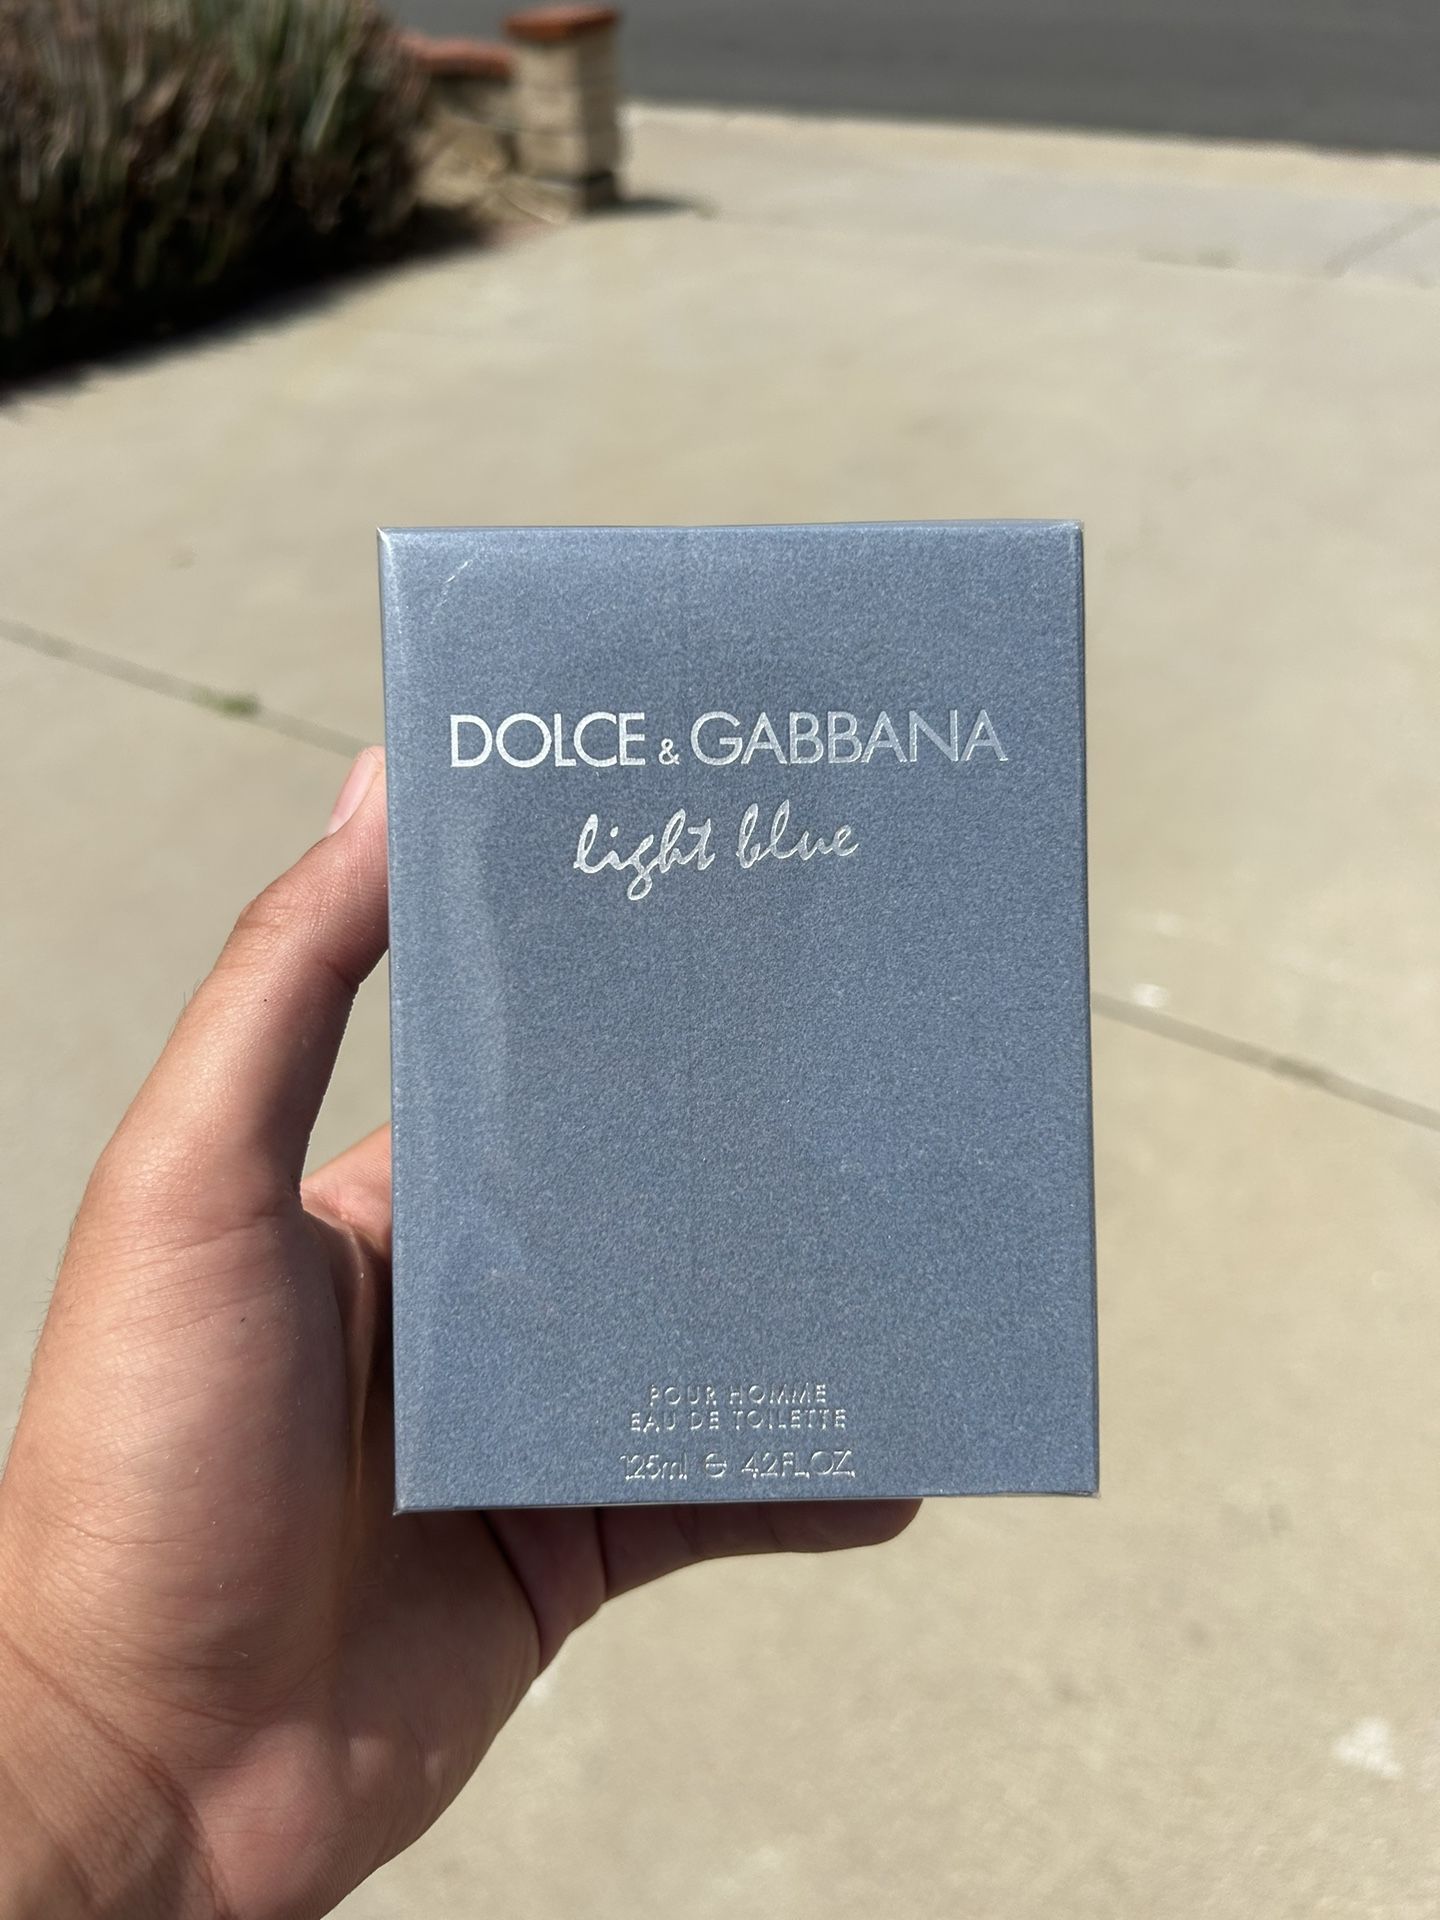 DOLCE & GABBANA
light blue
POUR HOMME
EAU DE TOILETTE
125ml ℮ 4.2FL.OZ.